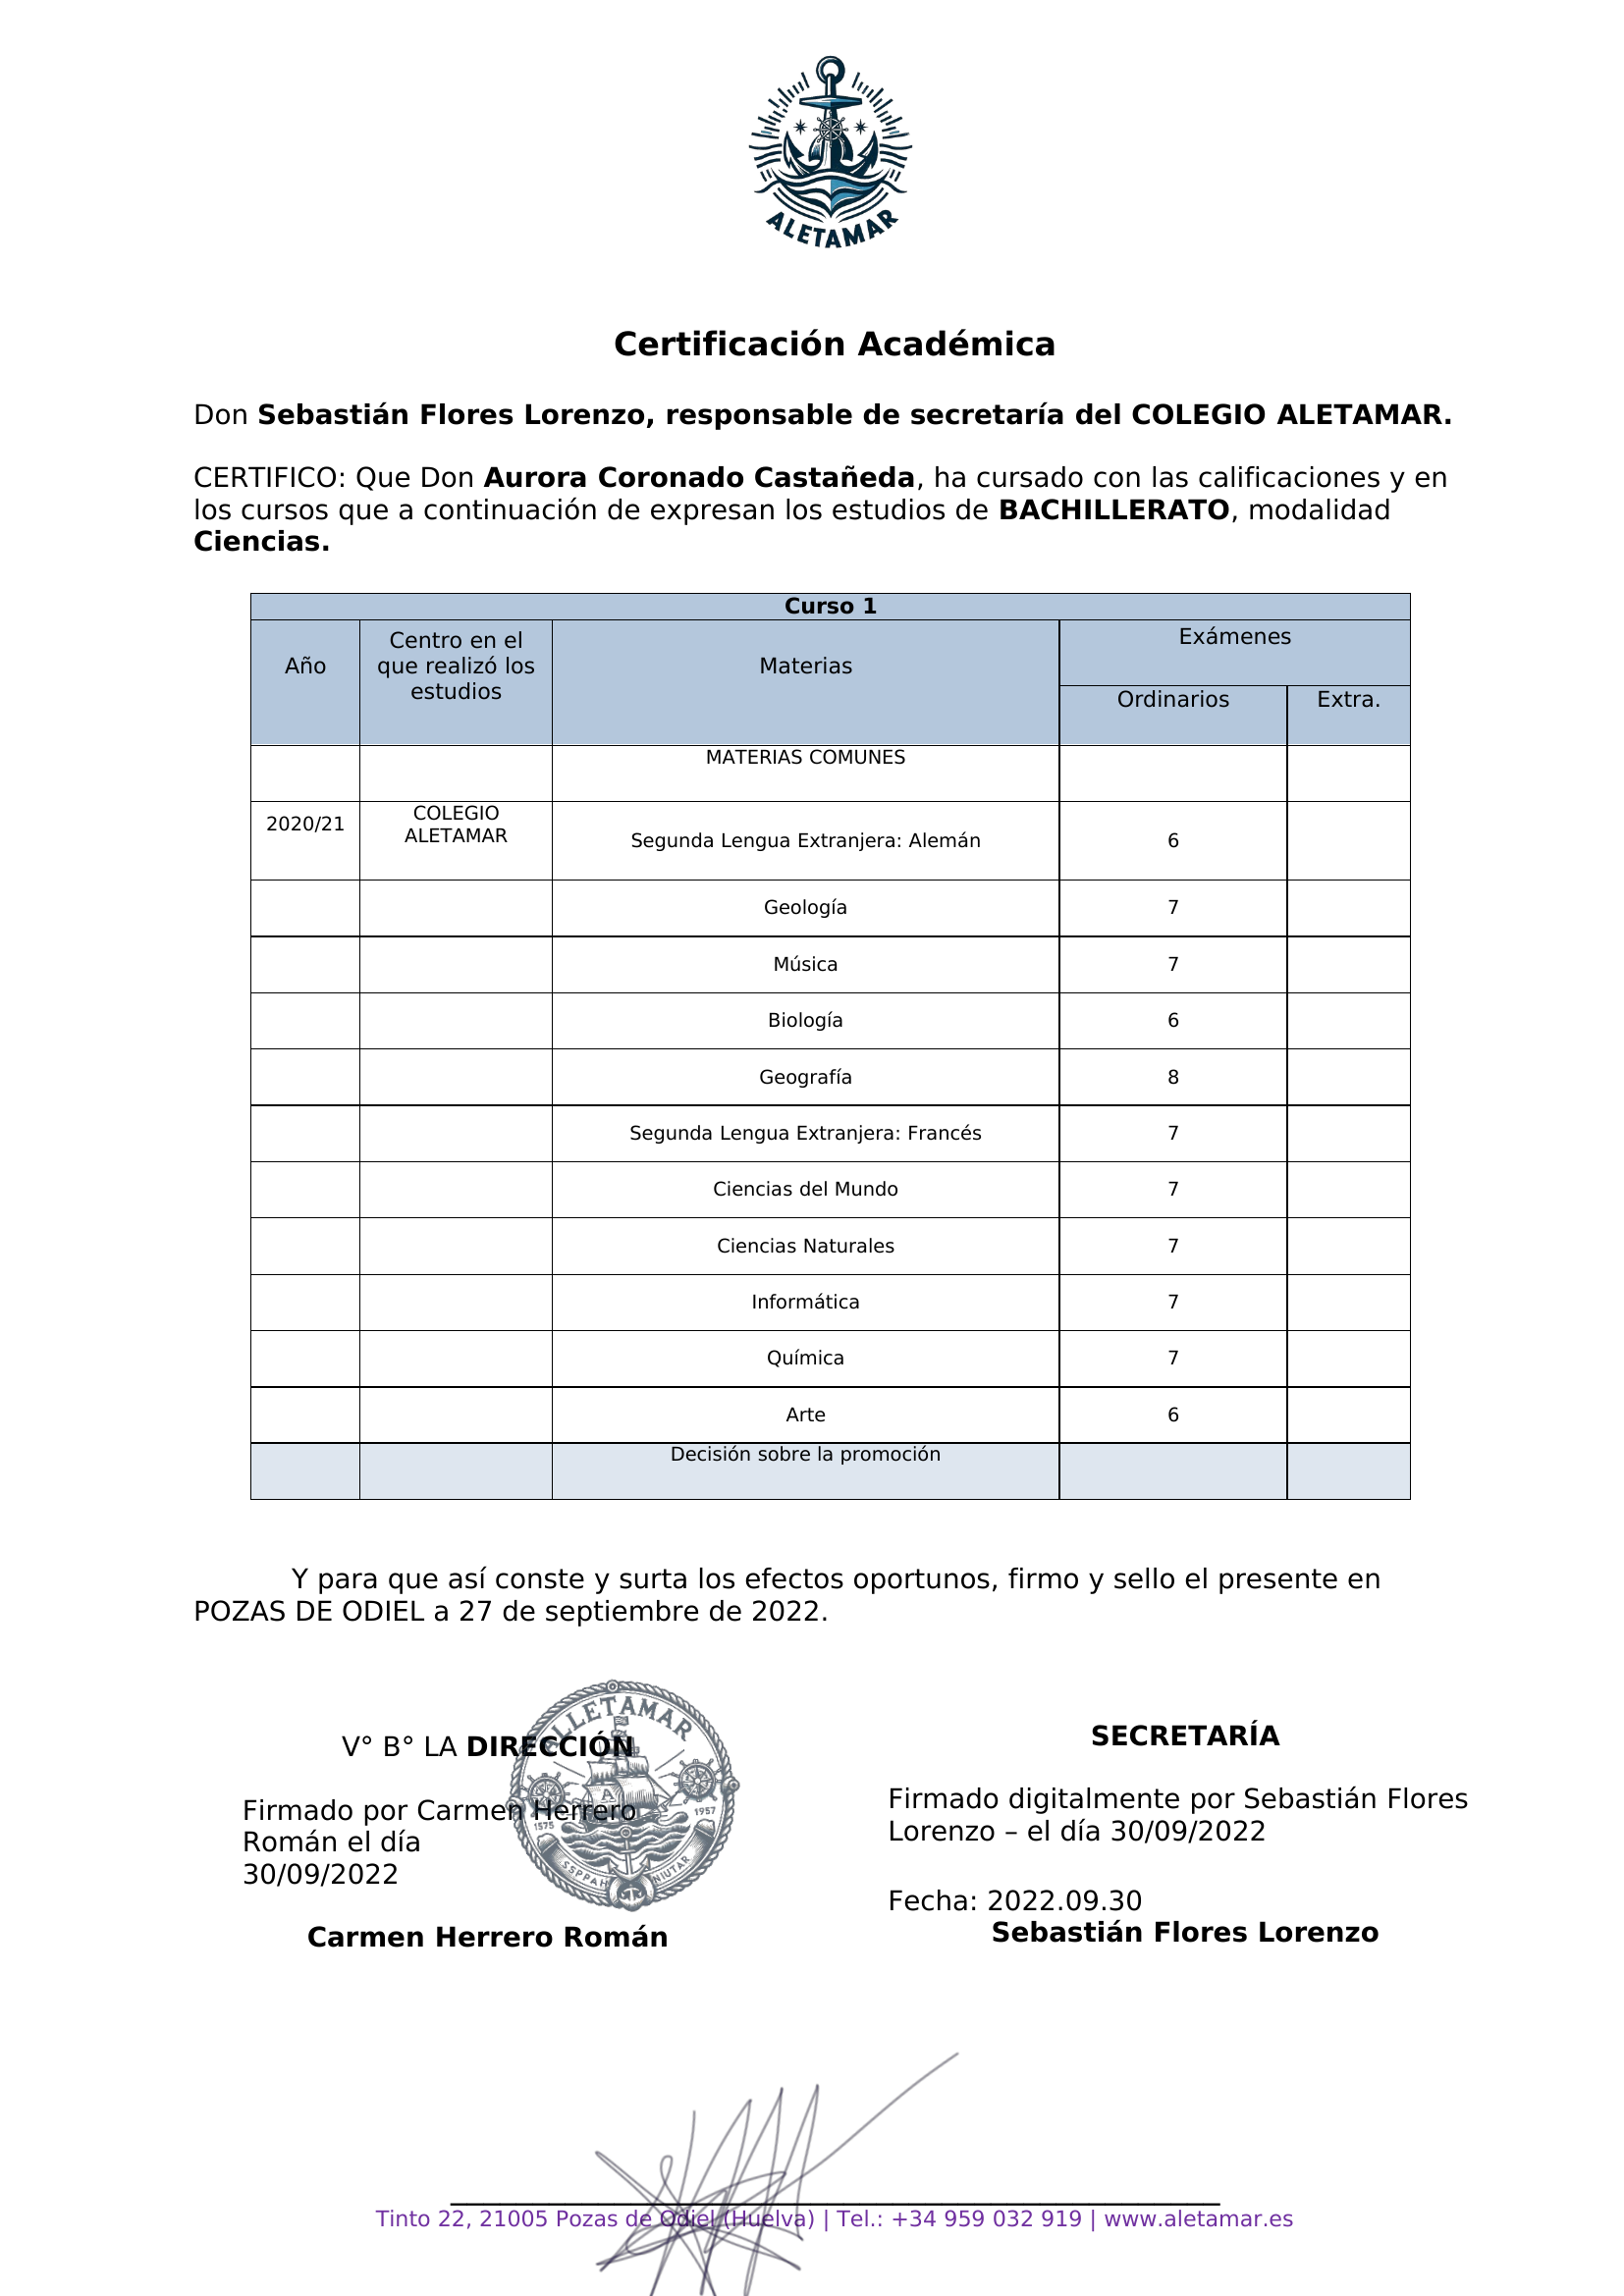 ALETAMAR
Certificación Académica
Don Sebastián Flores Lorenzo, responsable de secretaría del COLEGIO ALETAMAR.
CERTIFICO: Que Don Aurora Coronado Castañeda, ha cursado con las calificaciones y en
los cursos que a continuación de expresan los estudios de BACHILLERATO, modalidad
Ciencias.
Curso 1
Año
Centro en el
que realizó los
estudios
Materias
Exámenes
Ordinarios Extra.
MATERIAS COMUNES
2020/21
COLEGIO
ALETAMAR
Segunda Lengua Extranjera: Alemán 6
Geología 7
Música 7
Biología 6
Geografía 8
Segunda Lengua Extranjera: Francés 7
Ciencias del Mundo 7
Ciencias Naturales 7
Informática 7
Química 7
Arte 6
Decisión sobre la promoción
Y para que así conste y surta los efectos oportunos, firmo y sello el presente en
POZAS DE ODIEL a 27 de septiembre de 2022.
V° B° LA DIRECCIÓN
Firmado por Carmen Herrero
Román el día
30/09/2022
Carmen Herrero Román
ALLETAMAR
A
1575
1957
SSPPAH
NIUTAR
SECRETARÍA
Firmado digitalmente por Sebastián Flores
Lorenzo – el día 30/09/2022
Fecha: 2022.09.30
Sebastián Flores Lorenzo
Tinto 22, 21005 Pozas de Odiel (Huelva) | Tel.: +34 959 032 919 | www.aletamar.es